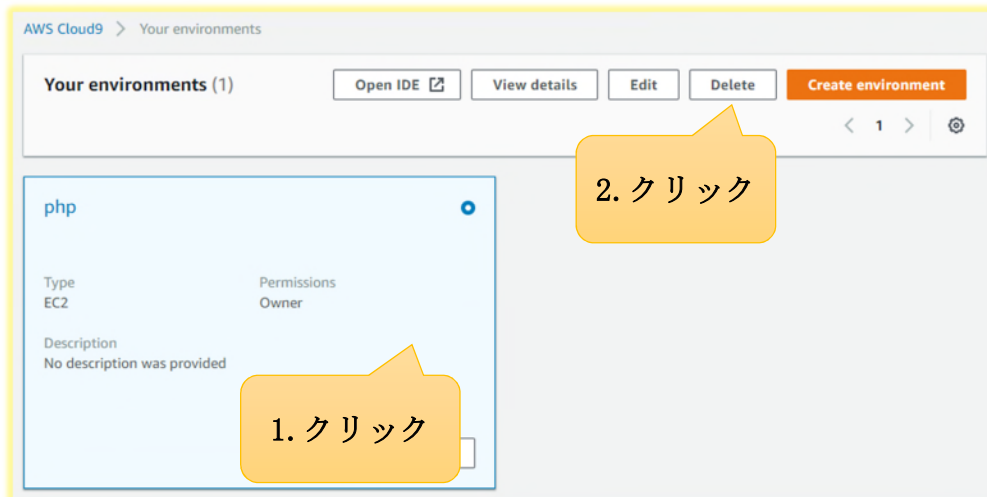 AWS Cloud9 > Your environments
Your environments (1)
Open IDE
View details
Edit
Delete
Create environment
< 1 >
2.クリック
php
Type
Permissions
EC2
Owner
Description
No description was provided
1.クリック